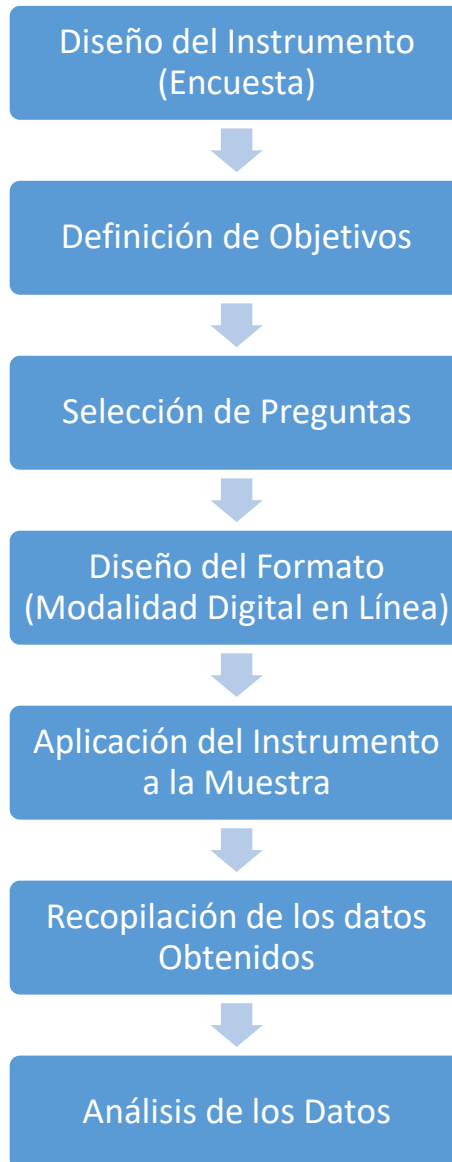 Diseño del Instrumento
(Encuesta)
Definición de Objetivos
Selección de Preguntas
Diseño del Formato
(Modalidad Digital en Línea)
Aplicación del Instrumento
a la Muestra
Recopilación de los datos
Obtenidos
Análisis de los Datos